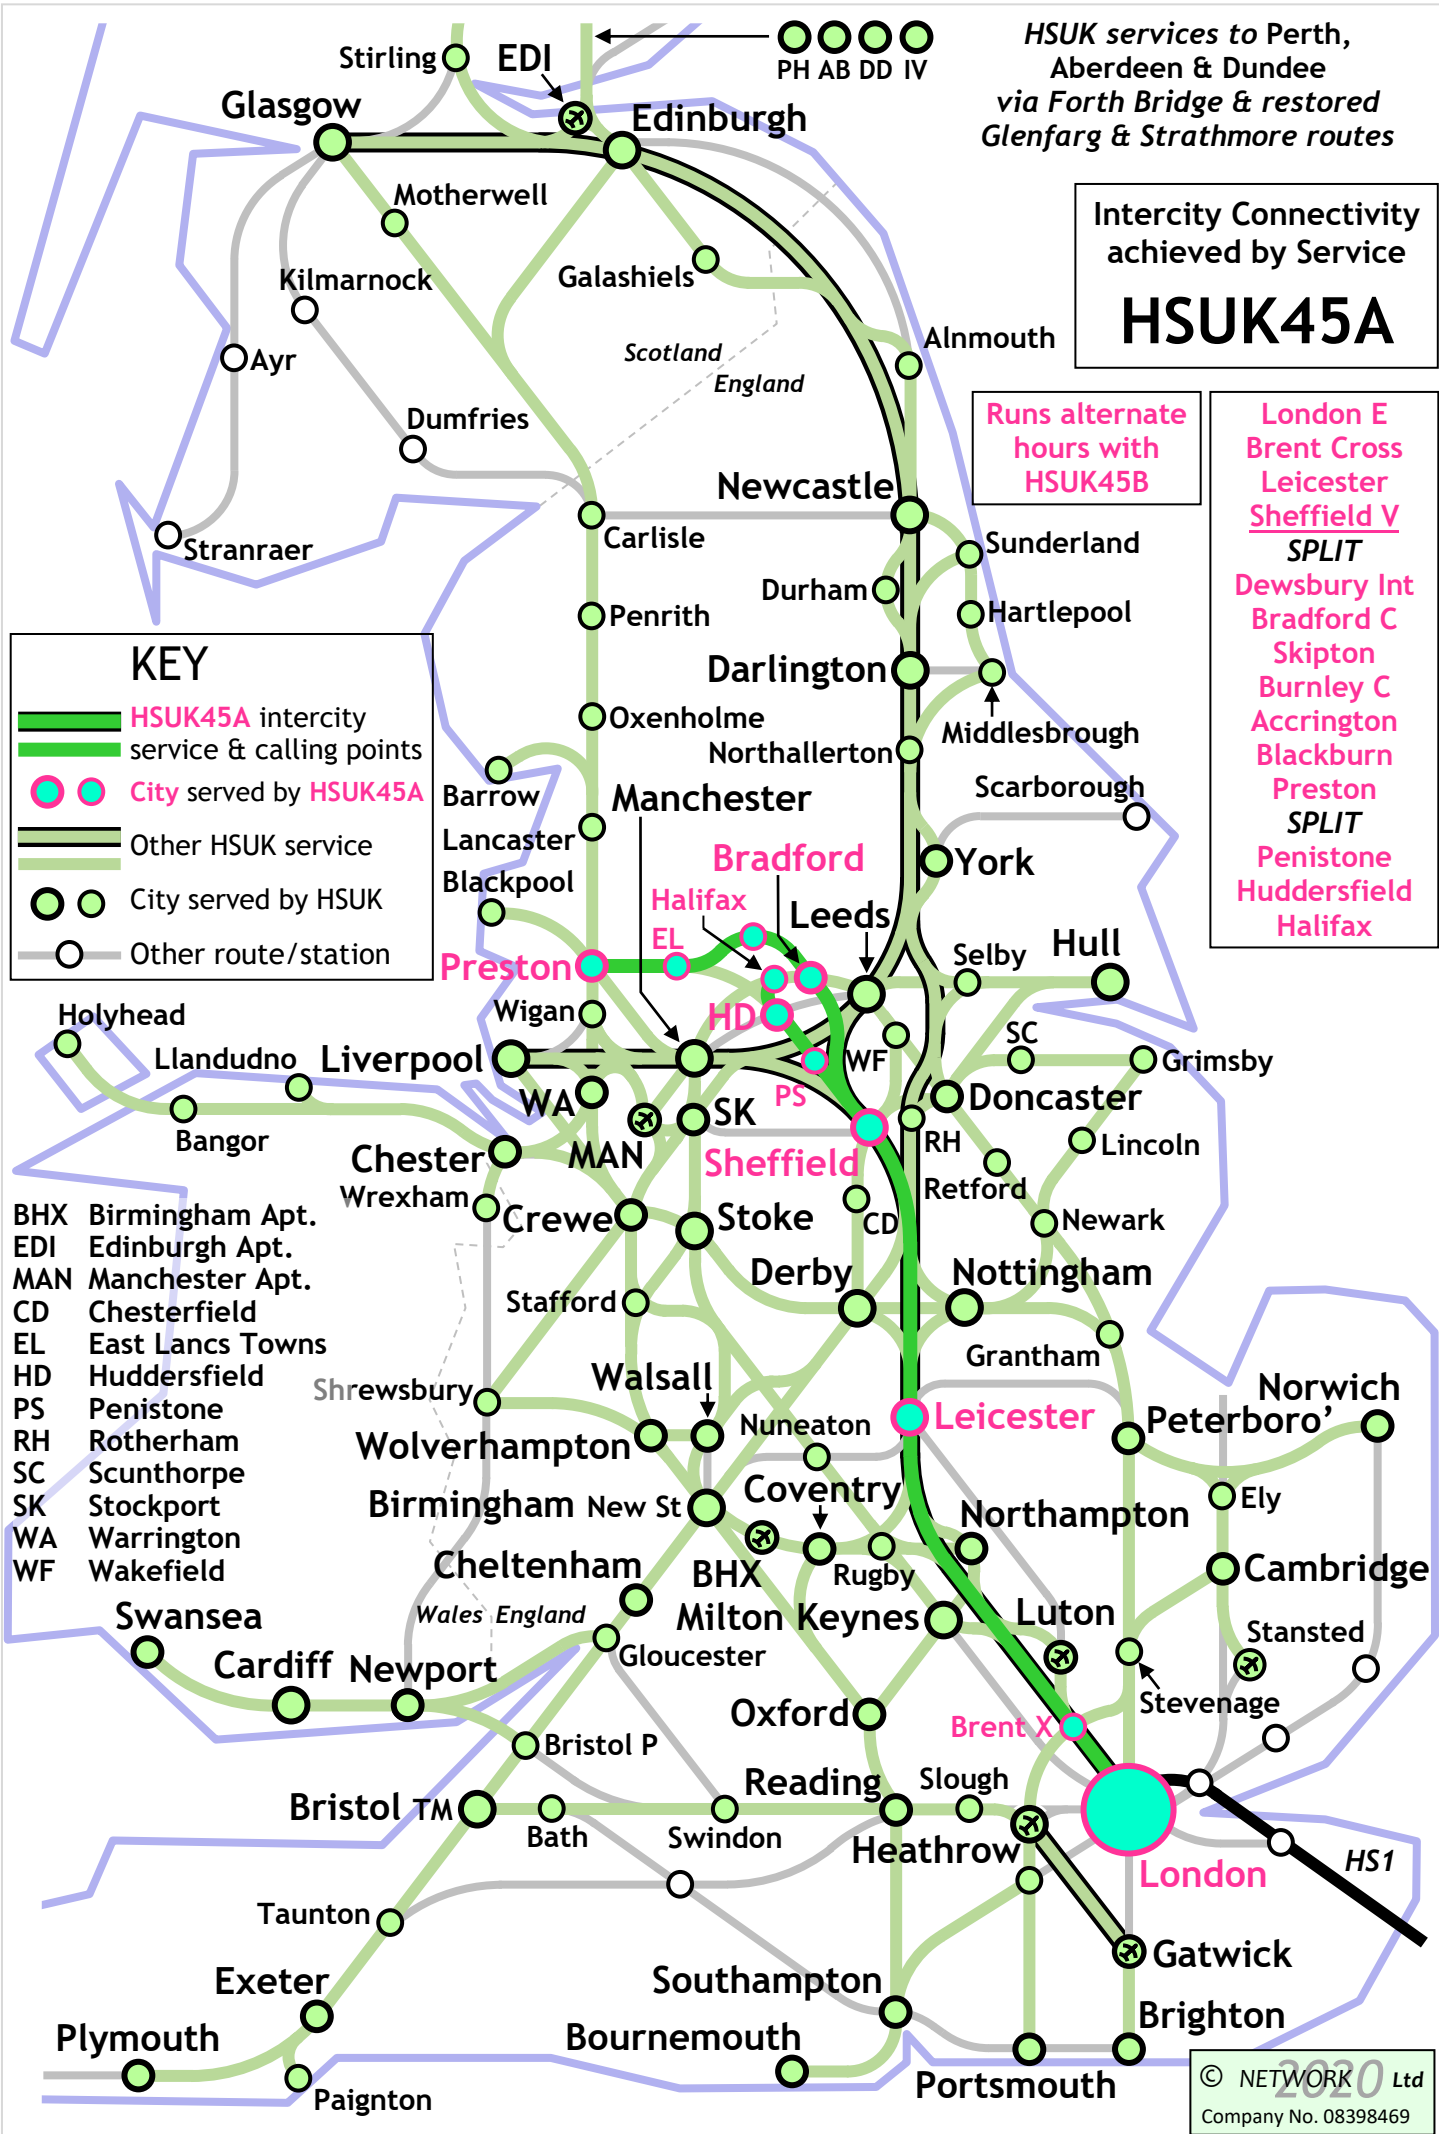 HSUK services to Perth,
Aberdeen & Dundee
via Forth Bridge & restored
Glenfarg & Strathmore routes
PH AB DD IV
Stirling
EDI
Glasgow
Edinburgh
Motherwell
Intercity Connectivity
achieved by Service
HSUK45A
Galashiels
Kilmarnock
Alnmouth
Ayr
Scotland
England
Runs alternate
hours with
HSUK45B
London E
Brent Cross
Leicester
Sheffield V
SPLIT
Dewsbury Int
Bradford C
Skipton
Burnley C
Accrington
Blackburn
Preston
SPLIT
Penistone
Huddersfield
Halifax
Dumfries
Newcastle
Carlisle
Stranraer
Sunderland
Durham
Penrith
Hartlepool
Darlington
KEY
HSUK45A intercity
service & calling points
City served by HSUK45A
Other HSUK service
City served by HSUK
Other route/station
Oxenholme
Middlesbrough
Northallerton
Barrow
Manchester
Scarborough
Lancaster
Bradford
York
Blackpool
Halifax
Leeds
EL
Selby
Hull
Preston
Wigan
HD
Holyhead
Llandudno
Liverpool
WF
SC
Grimsby
PS
WA
SK
Doncaster
Bangor
MAN
RH
Lincoln
Chester
Sheffield
Wrexham
Retford
Crewe
Stoke
CD
Newark
BHX Birmingham Apt.
EDI Edinburgh Apt.
MAN Manchester Apt.
CD Chesterfield
EL East Lancs Towns
HD Huddersfield
PS Penistone
RH Rotherham
SC Scunthorpe
SK Stockport
WA Warrington
WF Wakefield
Derby
Nottingham
Stafford
Grantham
Walsall
Shrewsbury
Norwich
Leicester
Peterboro’
Nuneaton
Wolverhampton
Coventry
Ely
Birmingham New St
Northampton
Cheltenham
BHX
Rugby
Cambridge
Swansea
Wales England
Milton Keynes
Luton
Stansted
Gloucester
Cardiff
Newport
Stevenage
Oxford
Brent X
Bristol P
Reading
Slough
Bristol TM
Bath
Swindon
Heathrow
HS1
London
Taunton
Gatwick
Exeter
Southampton
Brighton
Plymouth
Bournemouth
Portsmouth
Paignton
© NETWORK 2020 Ltd
Company No. 08398469